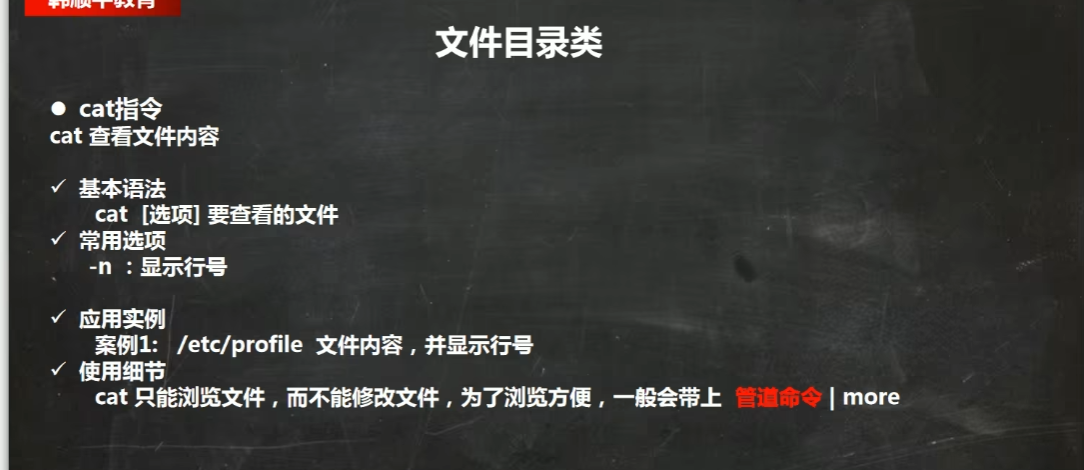 韩顺平教育
文件目录类
● cat指令
cat 查看文件内容
✓ 基本语法
cat [选项] 要查看的文件
✓ 常用选项
-n ：显示行号
✓ 应用实例
案例1: /etc/profile 文件内容，并显示行号
✓ 使用细节
cat 只能浏览文件，而不能修改文件，为了浏览方便，一般会带上 管道命令 | more